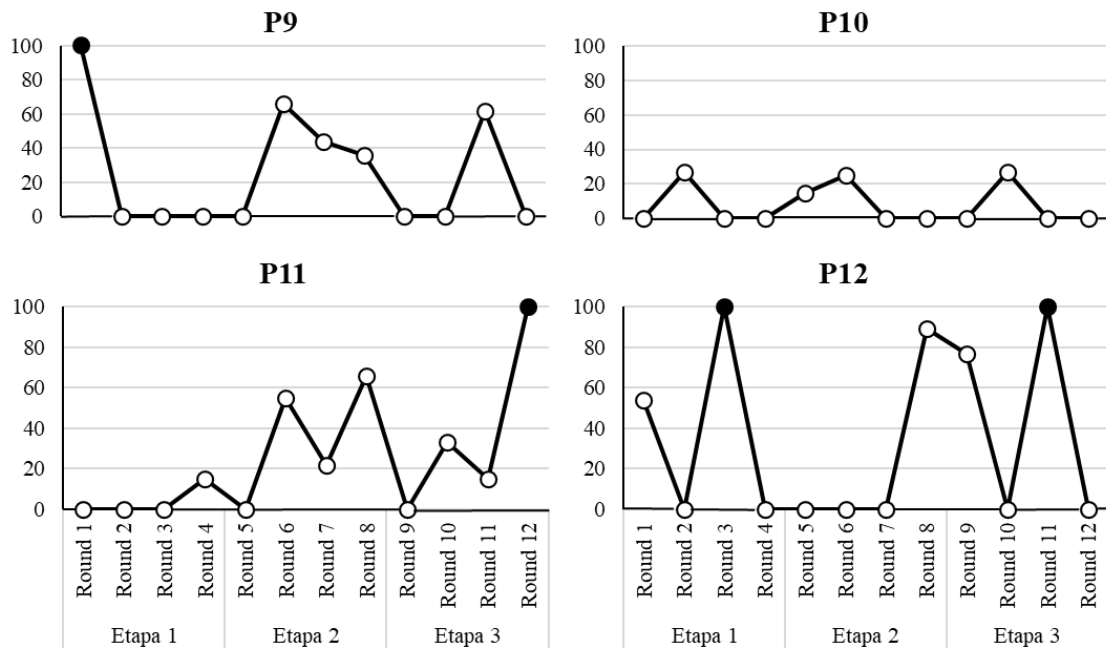 P9
100
80
60
40
20
0
P10
100
80
60
40
20
0
P11
100
80
60
40
20
0
Round 1
Round 2
Round 3
Round 4
Round 5
Round 6
Round 7
Round 8
Round 9
Round 10
Round 11
Round 12
Etapa 1
Etapa 2
Etapa 3
P12
100
80
60
40
20
0
Round 1
Round 2
Round 3
Round 4
Round 5
Round 6
Round 7
Round 8
Round 9
Round 10
Round 11
Round 12
Etapa 1
Etapa 2
Etapa 3